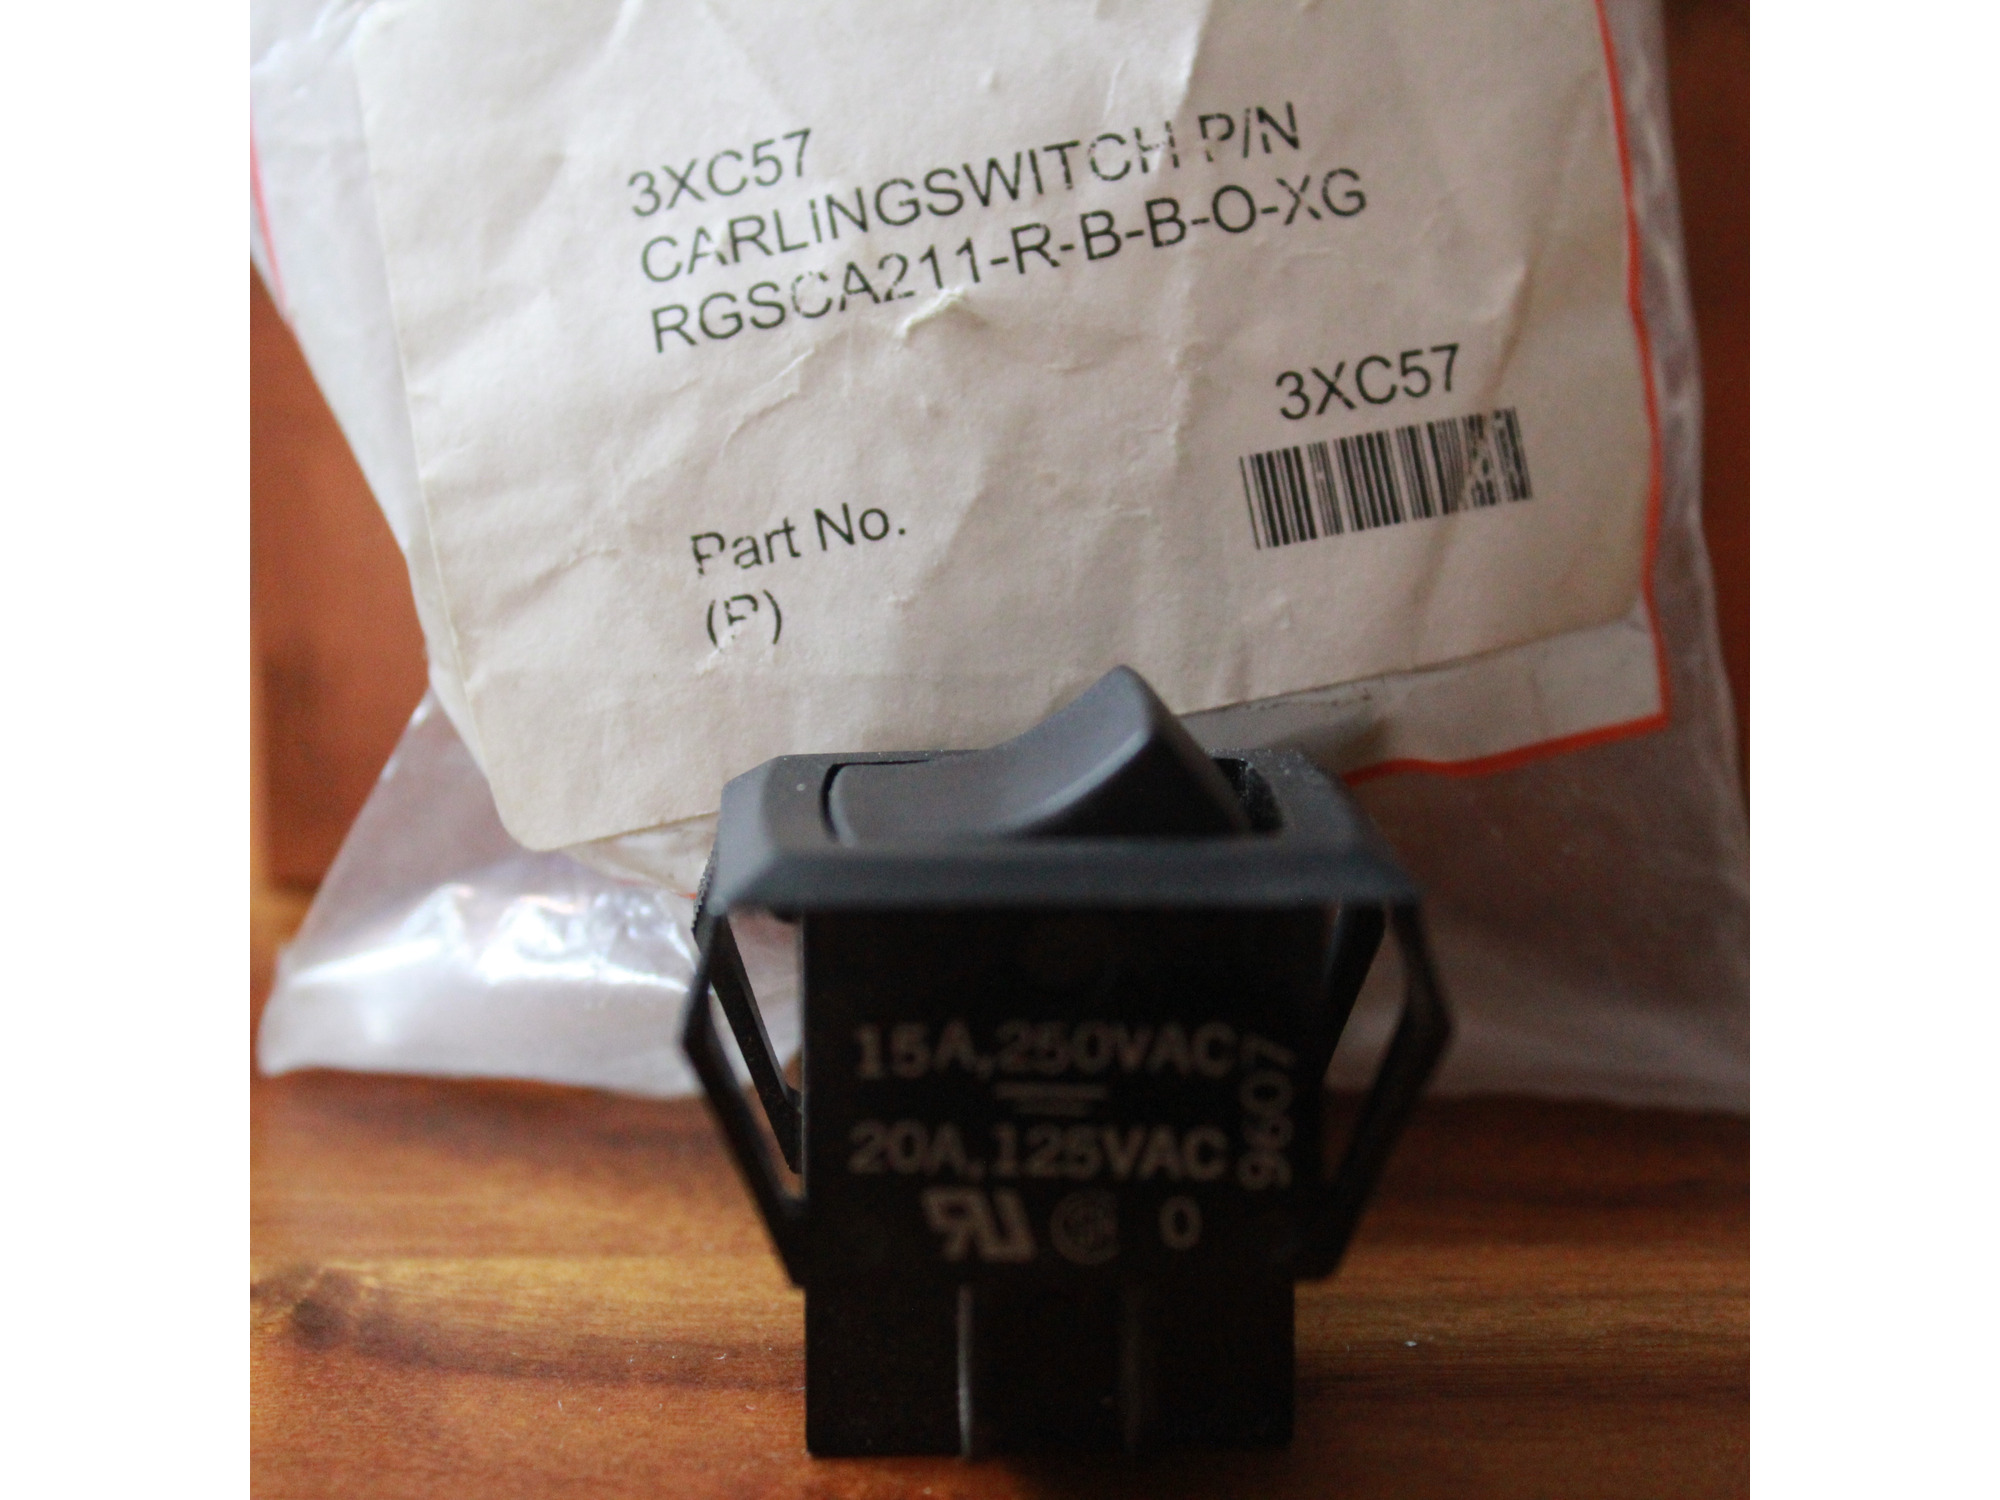 3XC57
CARLINGSWITCH P/N
RGSCA211-R-B-B-O-XG
3XC57
Part No.
(P)
15A,250VAC
20A,125VAC
9607
0